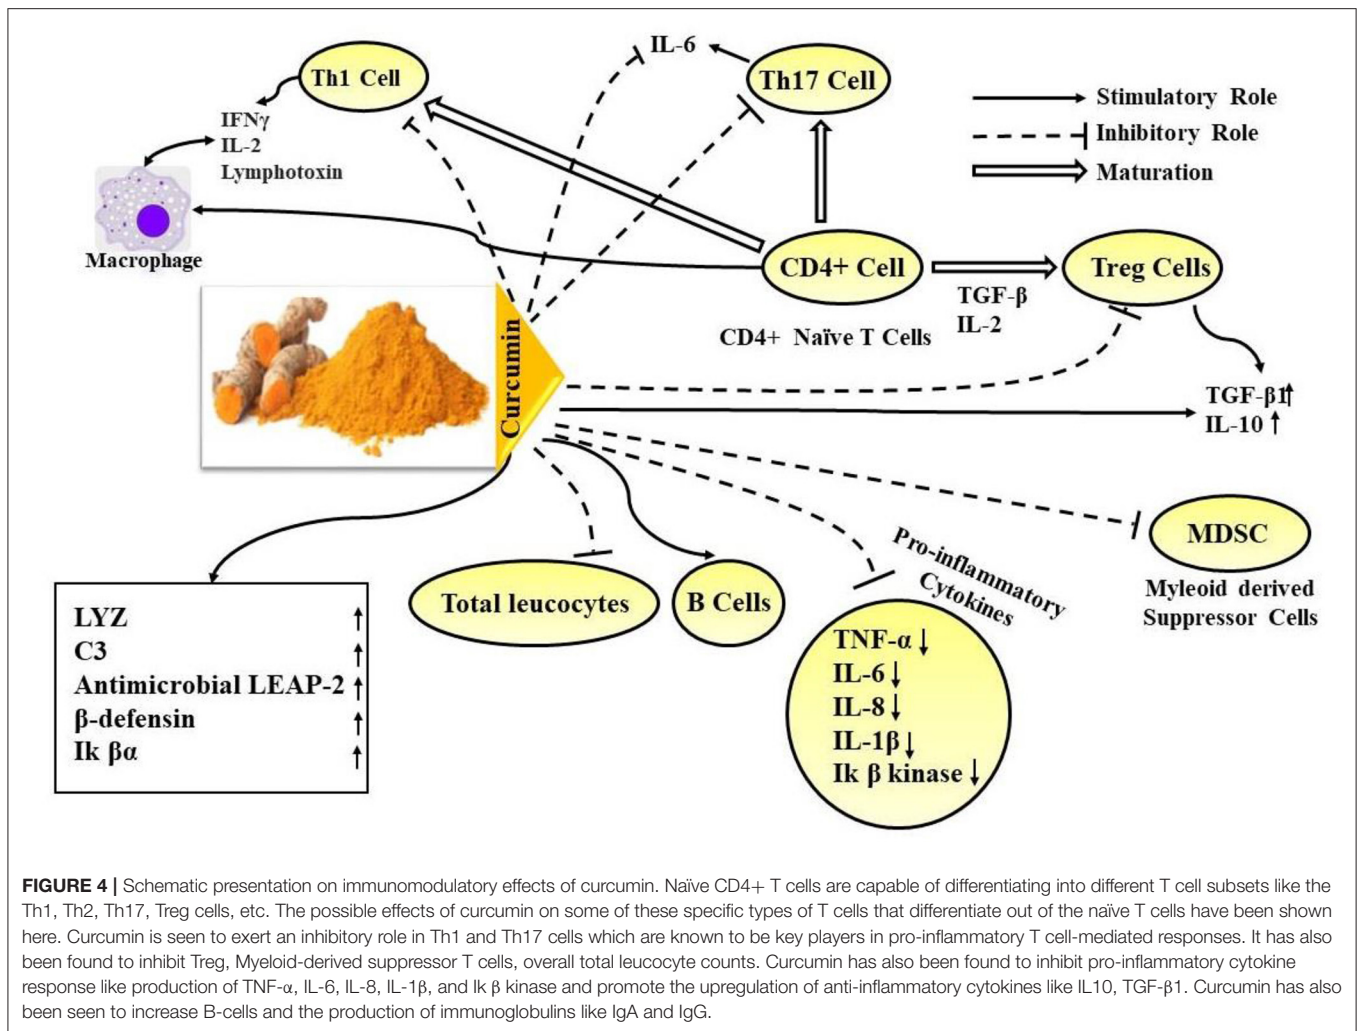 Th1 Cell
IFNγ
IL-2
Lymphotoxin
Macrophage
IL-6
Th17 Cell
Stimulatory Role
Inhibitory Role
Maturation
CD4+ Cell
CD4+ Naïve T Cells
TGF-β
IL-2
Treg Cells
TGF-β1↑
IL-10 ↑
Curcumin
MDSC
Myleoid derived
Suppressor Cells
Total leucocytes
B Cells
Pro-inflammatory
Cytokines
TNF-α ↓
IL-6 ↓
IL-8 ↓
IL-1β ↓
Ik β kinase ↓
LYZ ↑
C3 ↑
Antimicrobial LEAP-2 ↑
β-defensin ↑
Ik βα ↑
FIGURE 4 | Schematic presentation on immunomodulatory effects of curcumin. Naïve CD4+ T cells are capable of differentiating into different T cell subsets like the
Th1, Th2, Th17, Treg cells, etc. The possible effects of curcumin on some of these specific types of T cells that differentiate out of the naïve T cells have been shown
here. Curcumin is seen to exert an inhibitory role in Th1 and Th17 cells which are known to be key players in pro-inflammatory T cell-mediated responses. It has also
been found to inhibit Treg, Myeloid-derived suppressor T cells, overall total leucocyte counts. Curcumin has also been found to inhibit pro-inflammatory cytokine
response like production of TNF-α, IL-6, IL-8, IL-1β, and Ik β kinase and promote the upregulation of anti-inflammatory cytokines like IL10, TGF-β1. Curcumin has also
been seen to increase B-cells and the production of immunoglobulins like IgA and IgG.